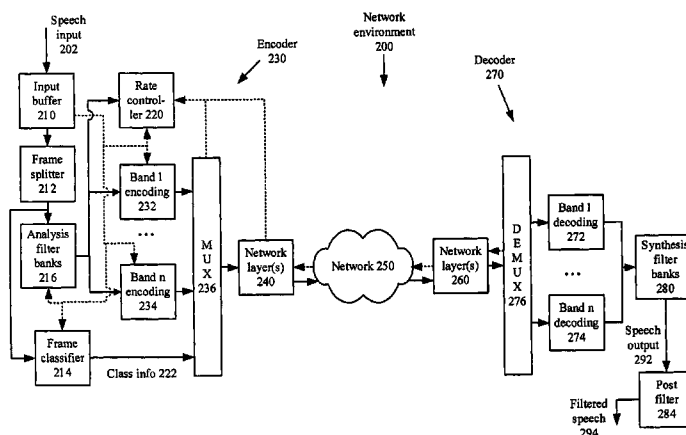 Speech
input
202
Network
environment
200
Encoder
230
Decoder
270
Input
buffer
210
Rate
control-
ler 220
Frame
splitter
212
Band 1
encoding
232
...
Analysis
filter
banks
216
Band n
encoding
234
MUX
236
Network
layer(s)
240
Network 250
Network
layer(s)
260
DEMUX
276
Band 1
decoding
272
...
Band n
decoding
274
Synthesis
filter
banks
280
Frame
classifier
214
Class info 222
Speech
output
292
Post
filter
284
Filtered
speech
294